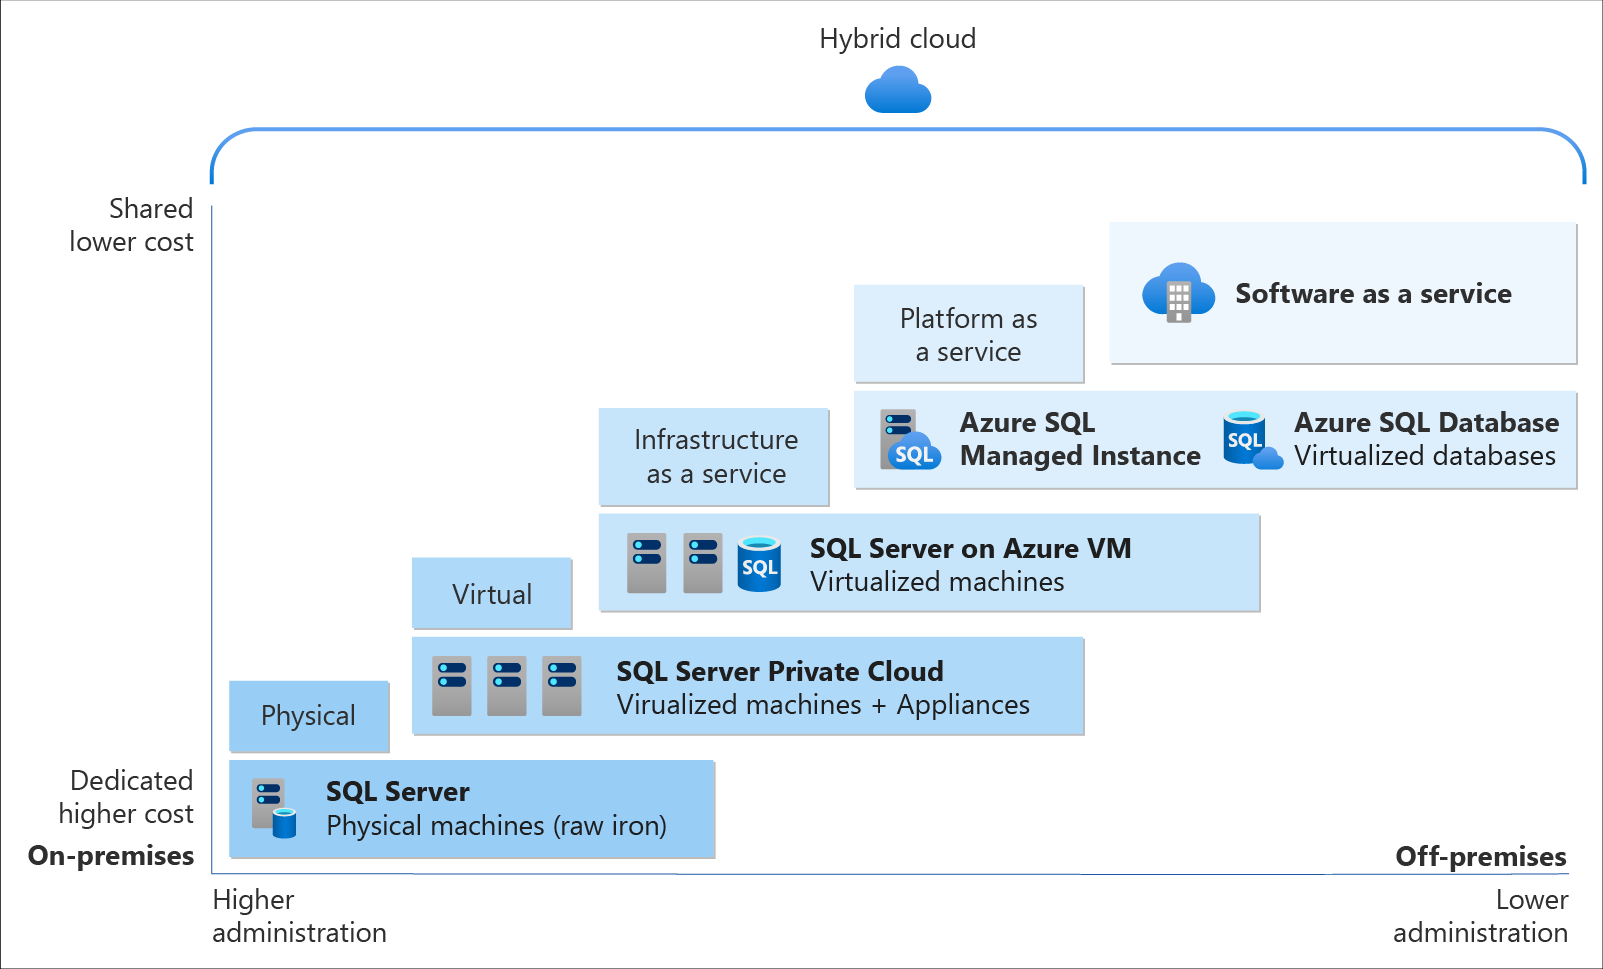 Hybrid cloud
Shared
lower cost
Software as a service
Platform as
a service
Azure SQL
Managed Instance
SQL
Azure SQL Database
Virtualized databases
SQL
Infrastructure
as a service
SQL Server on Azure VM
Virtualized machines
SQL
Virtual
SQL Server Private Cloud
Virualized machines + Appliances
Physical
SQL Server
Physical machines (raw iron)
Dedicated
higher cost
On-premises
Off-premises
Higher
administration
Lower
administration